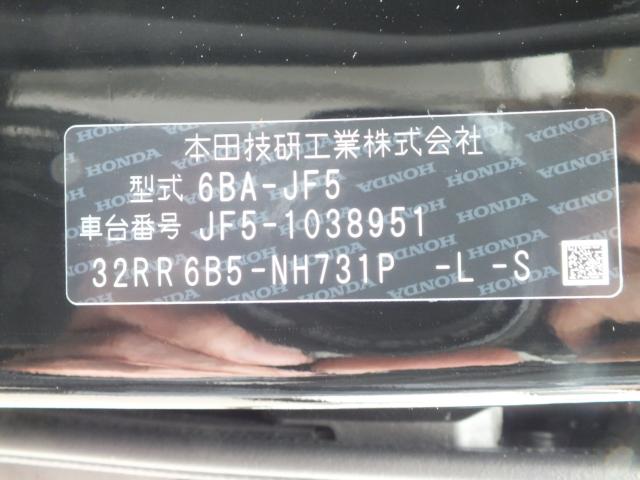 本田技研工業株式会社
型式 6BA-JF5
車台番号 JF5-1038951
32RR6B5-NH731P -L -S